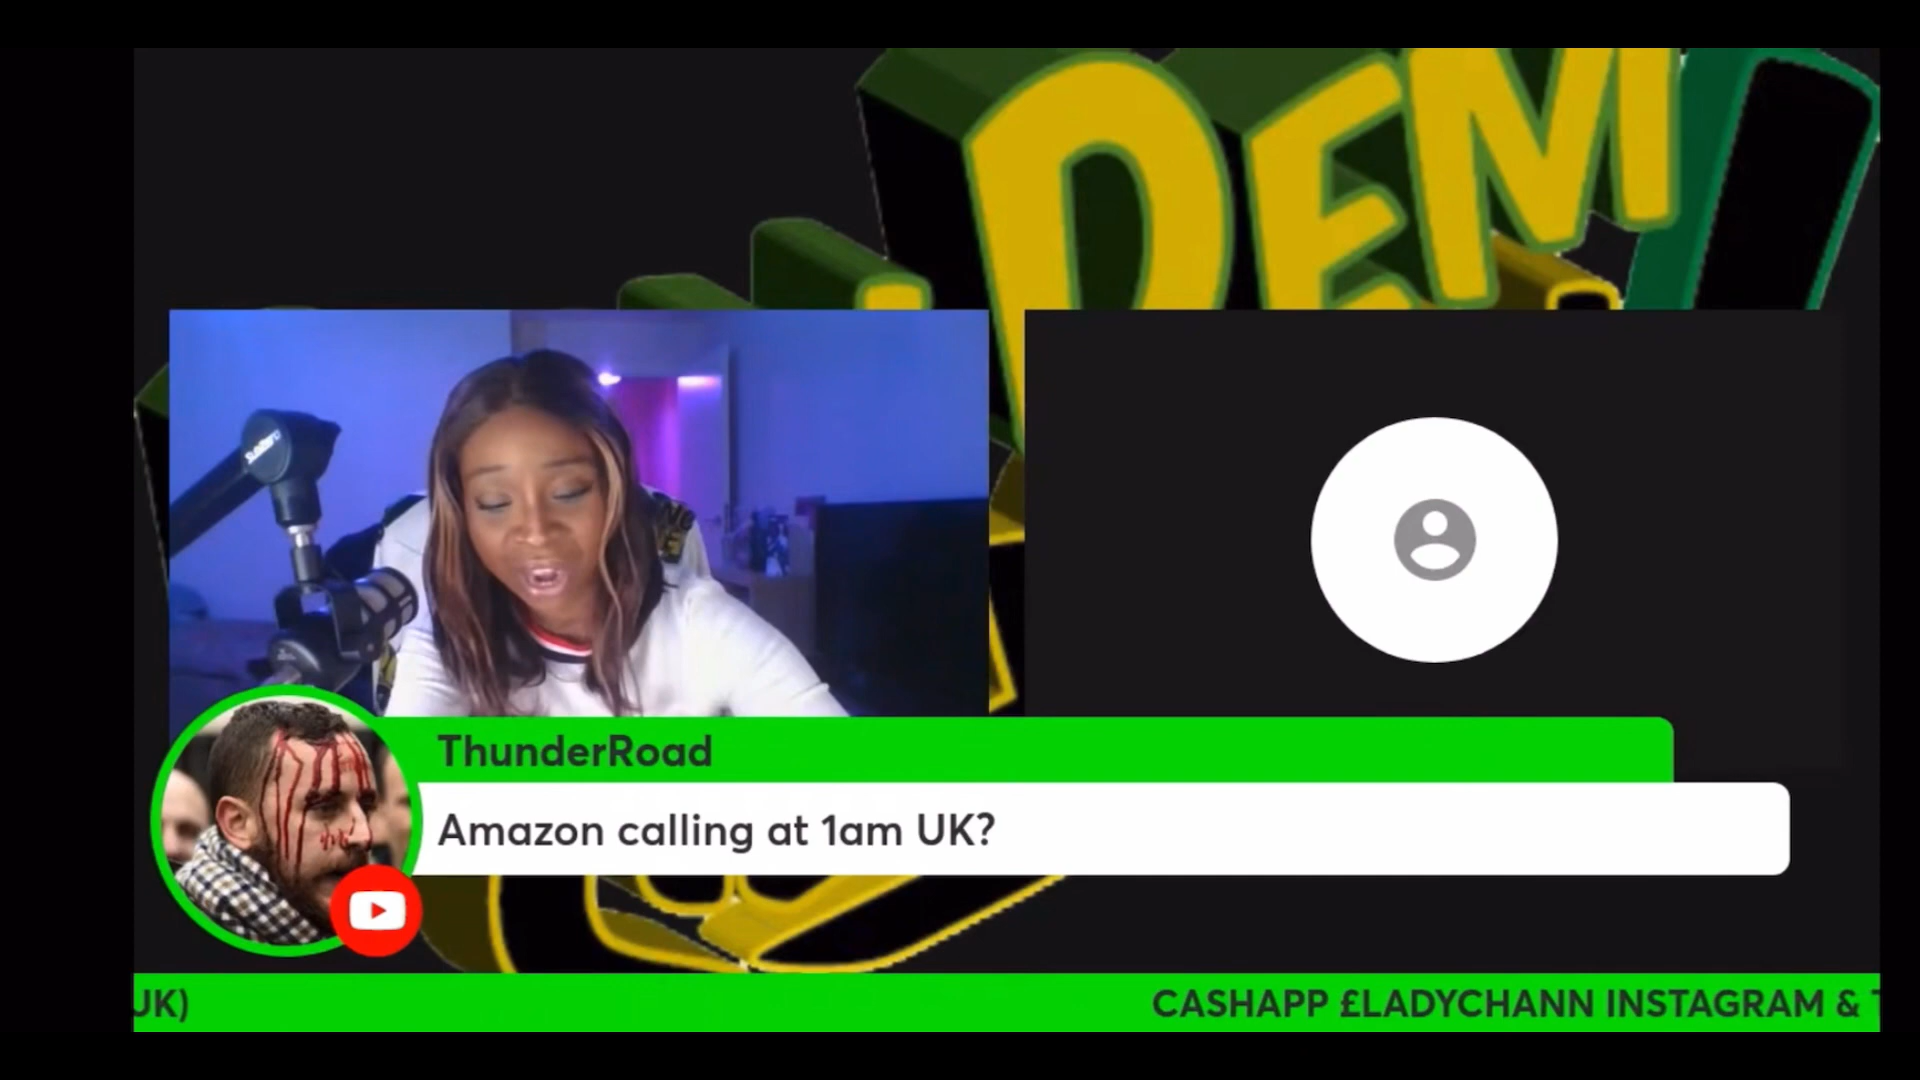 DEM
ThunderRoad
Amazon calling at 1am UK?
UK)
CASHAPP £LADYCHANN INSTAGRAM &